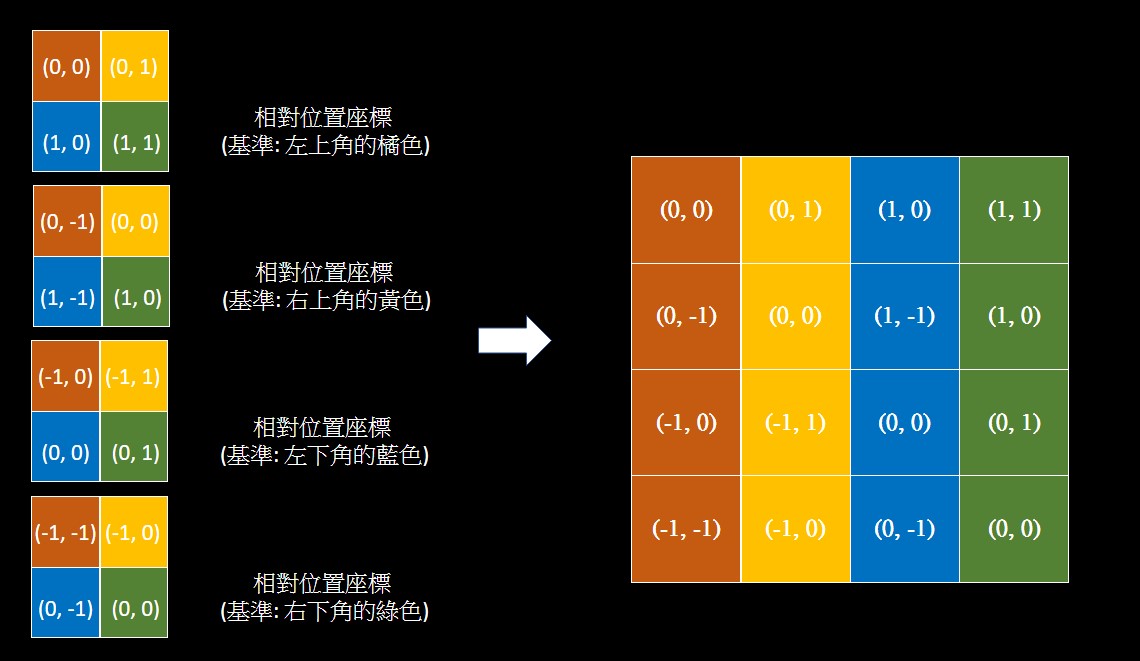 (0, 0) (0, 1)
(1, 0) (1, 1)
相對位置座標
(基準: 左上角的橘色)
(0, -1) (0, 0)
(1, -1) (1, 0)
相對位置座標
(基準: 右上角的黃色)
(-1, 0) (-1, 1)
(0, 0) (0, 1)
相對位置座標
(基準: 左下角的藍色)
(-1, -1) (-1, 0)
(0, -1) (0, 0)
相對位置座標
(基準: 右下角的綠色)
(0, 0) (0, 1) (1, 0) (1, 1)
(0, -1) (0, 0) (1, -1) (1, 0)
(-1, 0) (-1, 1) (0, 0) (0, 1)
(-1, -1) (-1, 0) (0, -1) (0, 0)